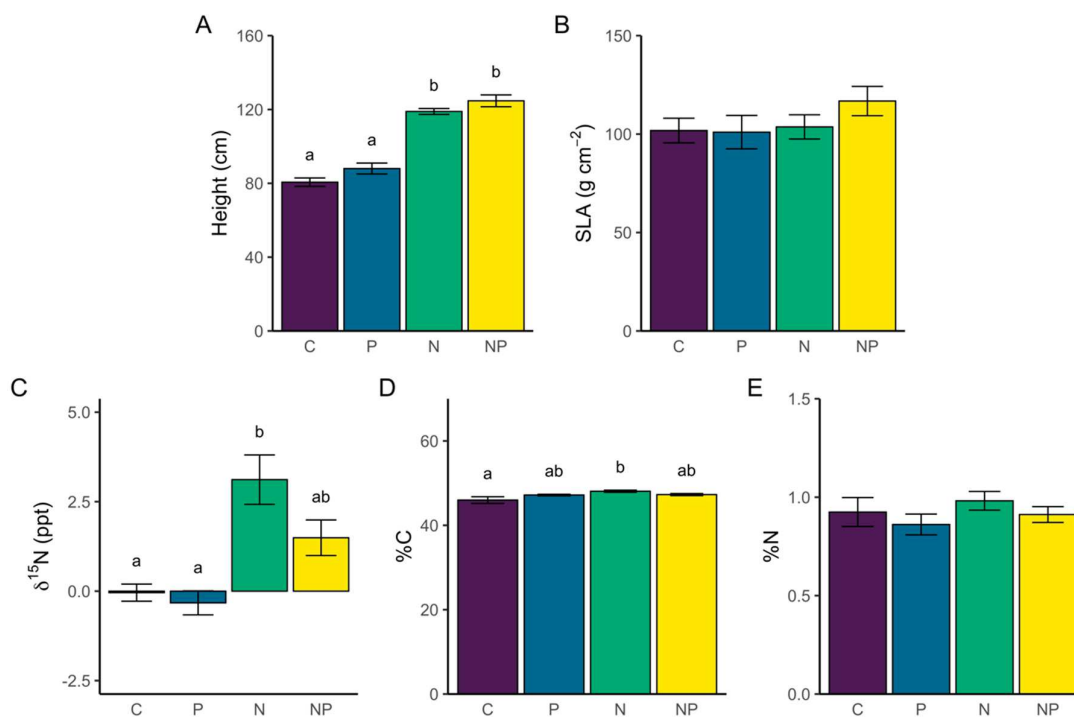 A
Height (cm)
160
120
80
40
0
a
a
b
b
C P N NP
B
SLA (g cm⁻²)
150
100
50
0
C P N NP
C
δ¹⁵N (ppt)
5.0
2.5
0.0
-2.5
a
a
b
ab
C P N NP
D
%C
60
40
20
0
a
ab
b
ab
C P N NP
E
%N
1.5
1.0
0.5
0.0
C P N NP